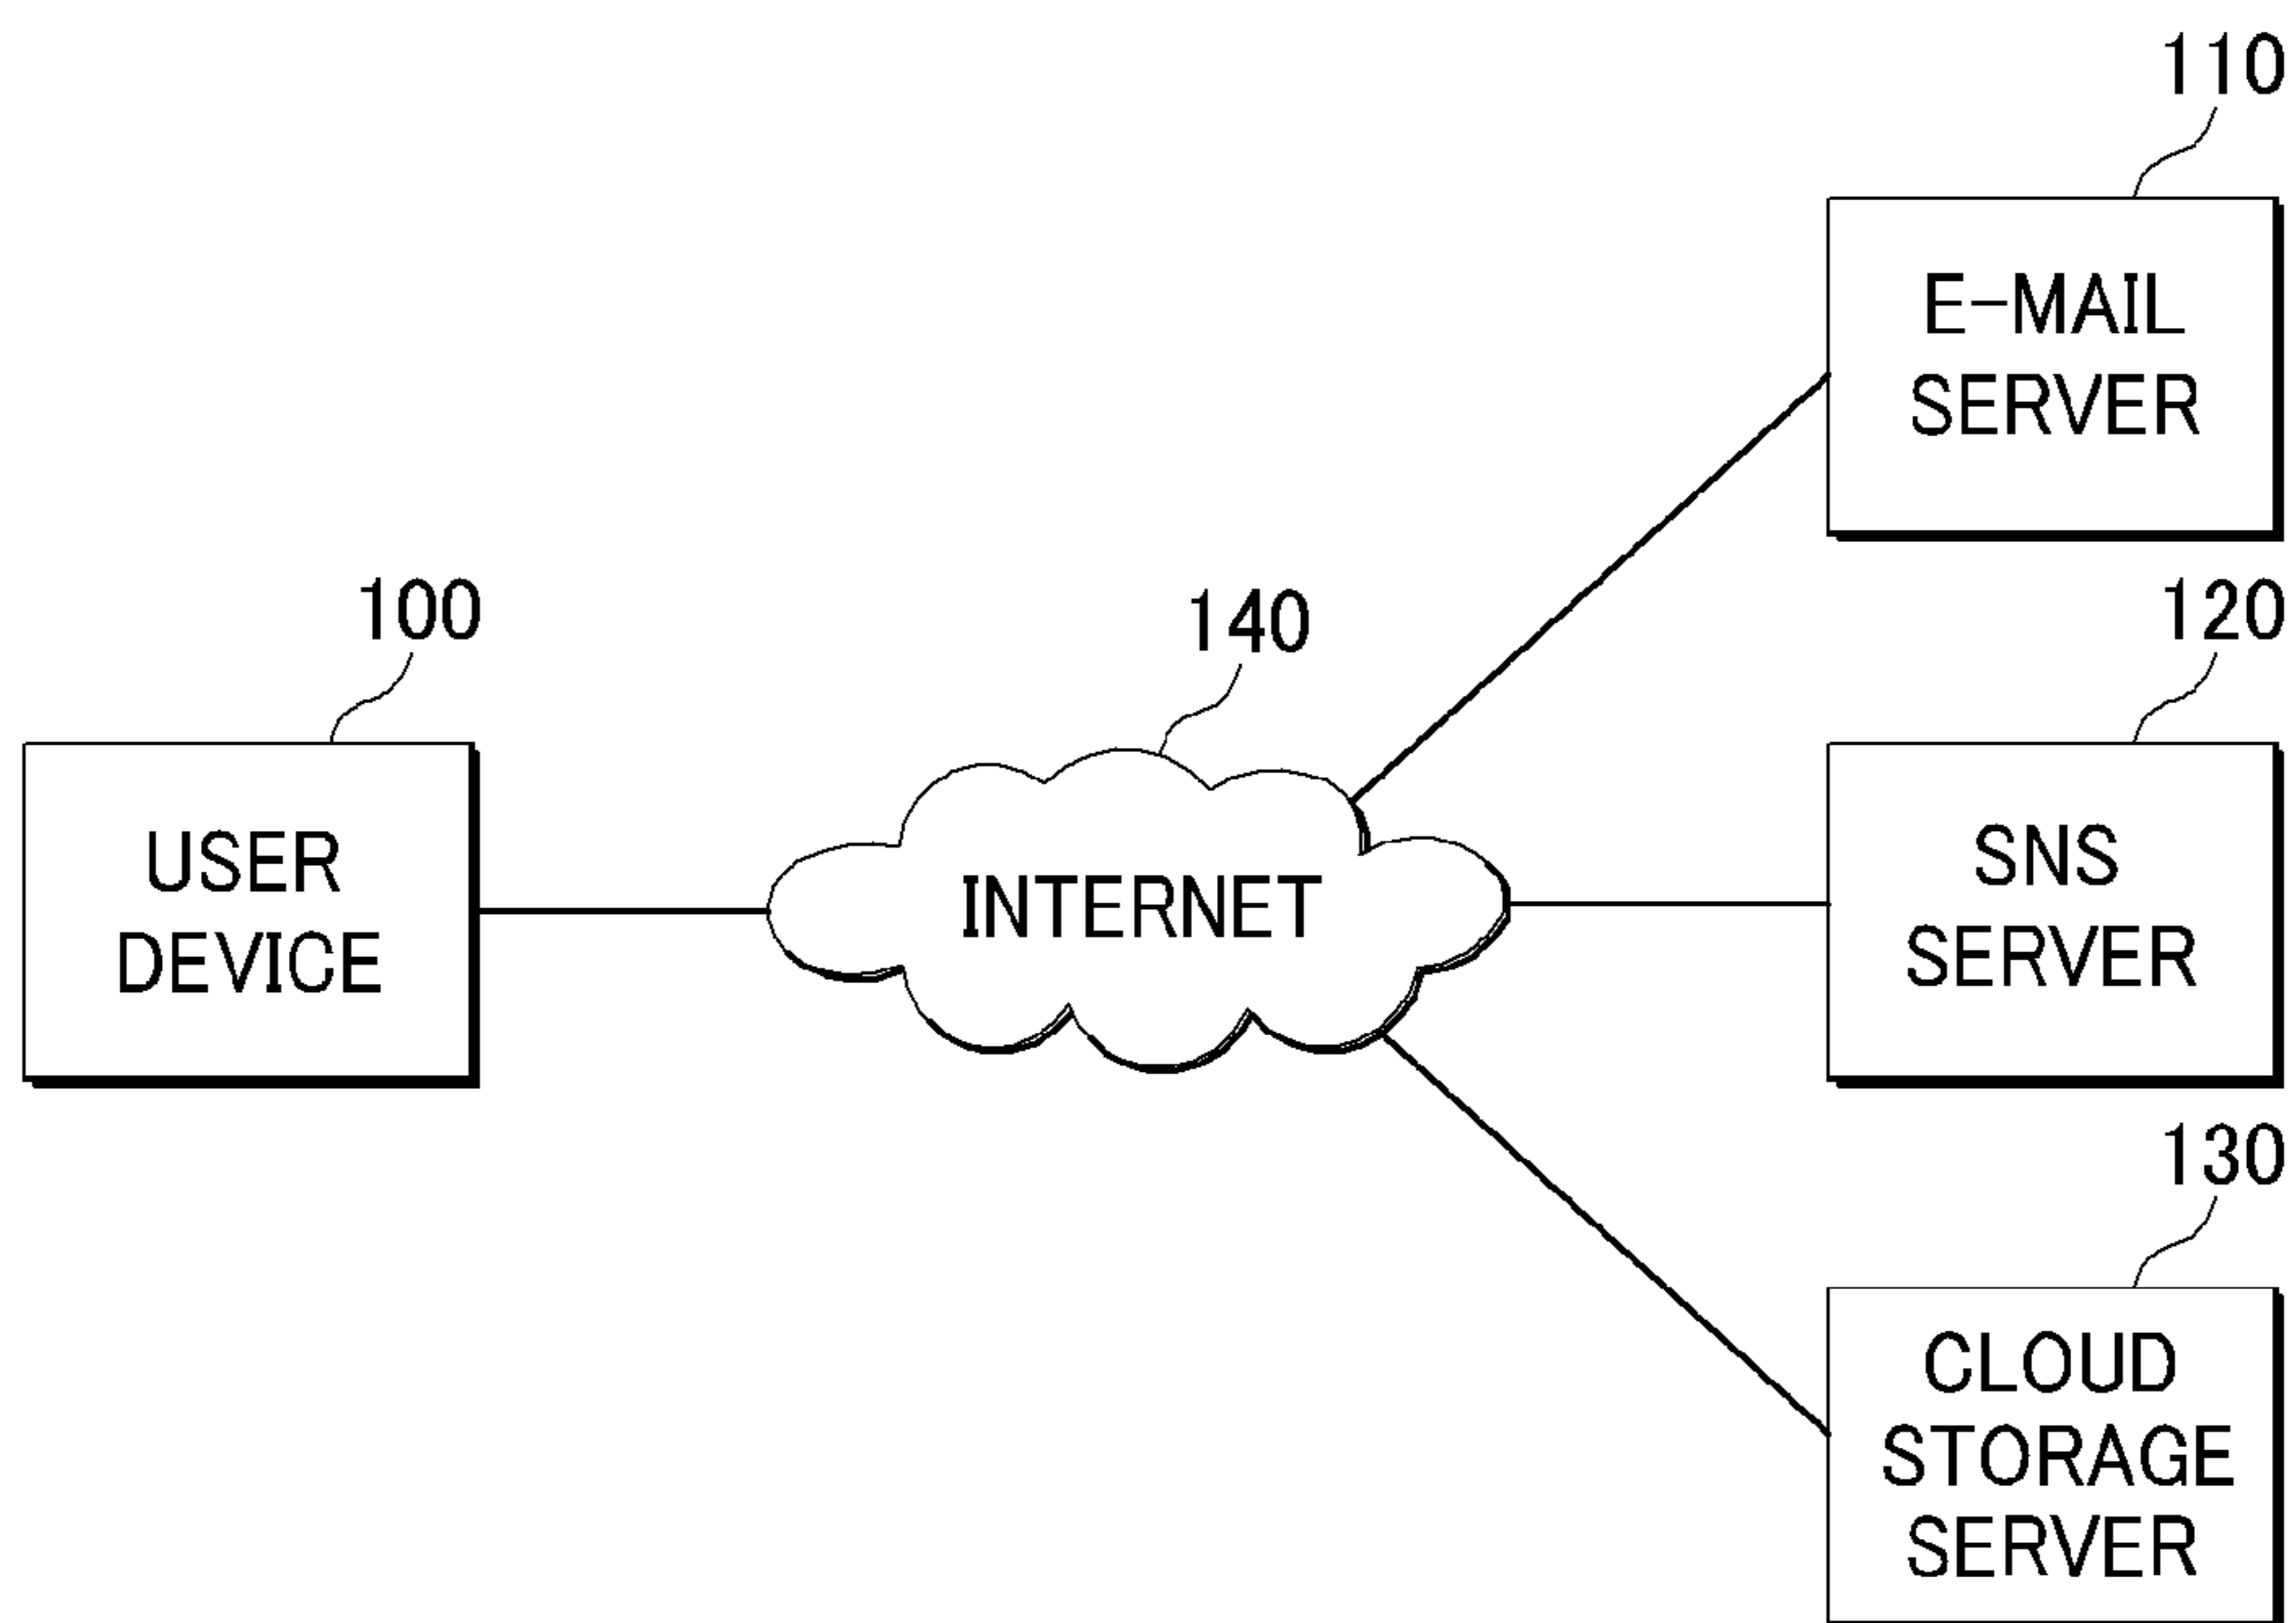 110
E-MAIL
SERVER
100
140
120
USER
DEVICE
INTERNET
SNS
SERVER
130
CLOUD
STORAGE
SERVER